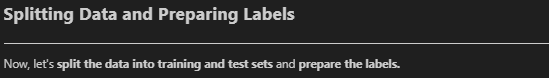 Splitting Data and Preparing Labels
Now, let's split the data into training and test sets and prepare the labels.